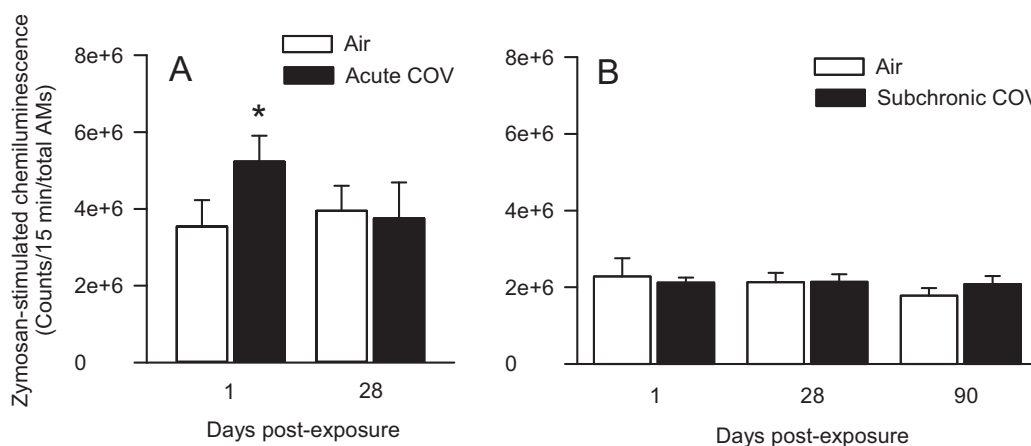 Zymosan-stimulated chemiluminescence
(Counts/15 min/total AMs)
A
Air
Acute COV
8e+6
6e+6
4e+6
2e+6
0
*
1 28
Days post-exposure
B
Air
Subchronic COV
8e+6
6e+6
4e+6
2e+6
0
1 28 90
Days post-exposure